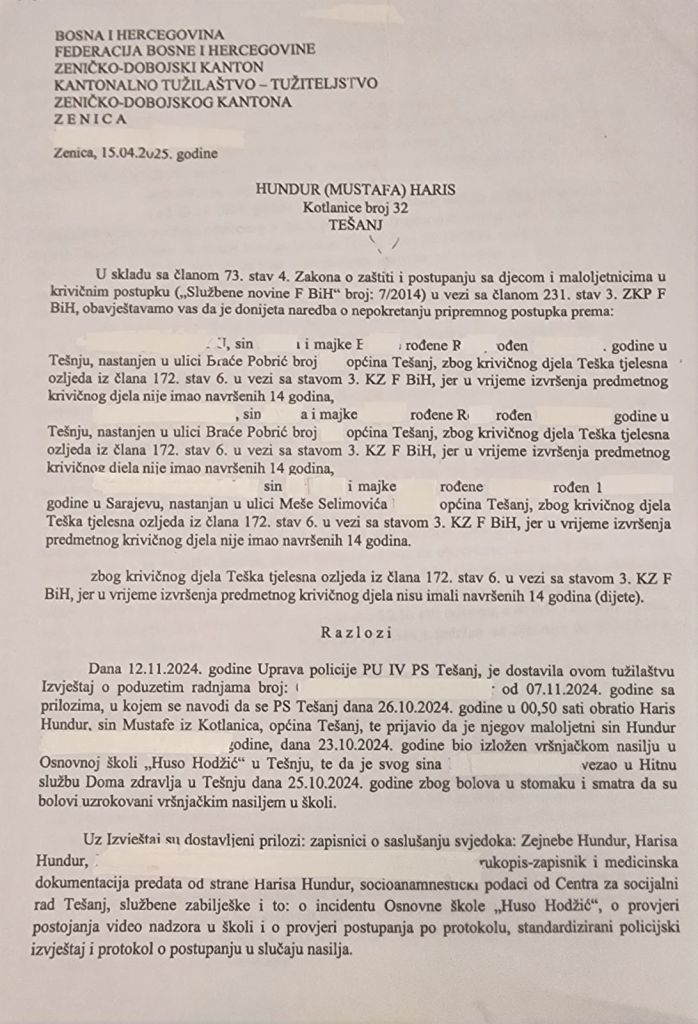 BOSNA I HERCEGOVINA
FEDERACIJA BOSNE I HERCEGOVINE
ZENIČKO-DOBOJSKI KANTON
KANTONALNO TUŽILAŠTVO – TUŽITELJSTVO
ZENIČKO-DOBOJSKOG KANTONA
Z E N I C A
Zenica, 15.04.2025. godine
HUNDUR (MUSTAFA) HARIS
Kotlanice broj 32
TEŠANJ
U skladu sa članom 73. stav 4. Zakona o zaštiti i postupanju sa djecom i maloljetnicima u
krivičnim postupku („Službene novine F BiH“ broj: 7/2014) u vezi sa članom 231. stav 3. ZKP F
BiH, obavještavamo vas da je donijeta naredba o nepokretanju pripremnog postupka prema:
, sin i majke rođene R godine u
Tešnju, nastanjen u ulici Braće Pobrić broj općina Tešanj, zbog krivičnog djela Teška tjelesna
ozljeda iz člana 172. stav 6. u vezi sa stavom 3. KZ F BiH, jer u vrijeme izvršenja predmetnog
krivičnog djela nije imao navršenih 14 godina,
, sin a i majke rođene R rođen godine u
Tešnju, nastanjen u ulici Braće Pobrić broj općina Tešanj, zbog krivičnog djela Teška tjelesna
ozljeda iz člana 172. stav 6. u vezi sa stavom 3. KZ F BiH, jer u vrijeme izvršenja predmetnog
krivičnog djela nije imao navršenih 14 godina,
sin i majke rođene rođen 1
godine u Sarajevu, nastanjan u ulici Meše Selimovića općina Tešanj, zbog krivičnog djela
Teška tjelesna ozljeda iz člana 172. stav 6. u vezi sa stavom 3. KZ F BiH, jer u vrijeme izvršenja
predmetnog krivičnog djela nije imao navršenih 14 godina.
zbog krivičnog djela Teška tjelesna ozljeda iz člana 172. stav 6. u vezi sa stavom 3. KZ F
BiH, jer u vrijeme izvršenja predmetnog krivičnog djela nisu imali navršenih 14 godina (dijete).
R a z l o z i
Dana 12.11.2024. godine Uprava policije PU IV PS Tešanj, je dostavila ovom tužilaštvu
Izvještaj o poduzetim radnjama broj: od 07.11.2024. godine sa
prilozima, u kojem se navodi da se PS Tešanj dana 26.10.2024. godine u 00,50 sati obratio Haris
Hundur, sin Mustafe iz Kotlanica, općina Tešanj, te prijavio da je njegov maloljetni sin Hundur
godine, dana 23.10.2024. godine bio izložen vršnjačkom nasilju u
Osnovnoj školi „Huso Hodžić“ u Tešnju, te da je svog sina vezao u Hitnu
službu Doma zdravlja u Tešnju dana 25.10.2024. godine zbog bolova u stomaku i smatra da su
bolovi uzrokovani vršnjačkim nasiljem u školi.
Uz Izvještaj su dostavljeni prilozi: zapisnici o saslušanju svjedoka: Zejnebe Hundur, Harisa
Hundur, rukopis-zapisnik i medicinska
dokumentacija predata od strane Harisa Hundur, socioanamnestički podaci od Centra za socijalni
rad Tešanj, službene zabilješke i to: o incidentu Osnovne škole „Huso Hodžić“, o provjeri
postojanja video nadzora u školi i o provjeri postupanja po protokolu, standardizirani policijski
izvještaj i protokol o postupanju u slučaju nasilja.